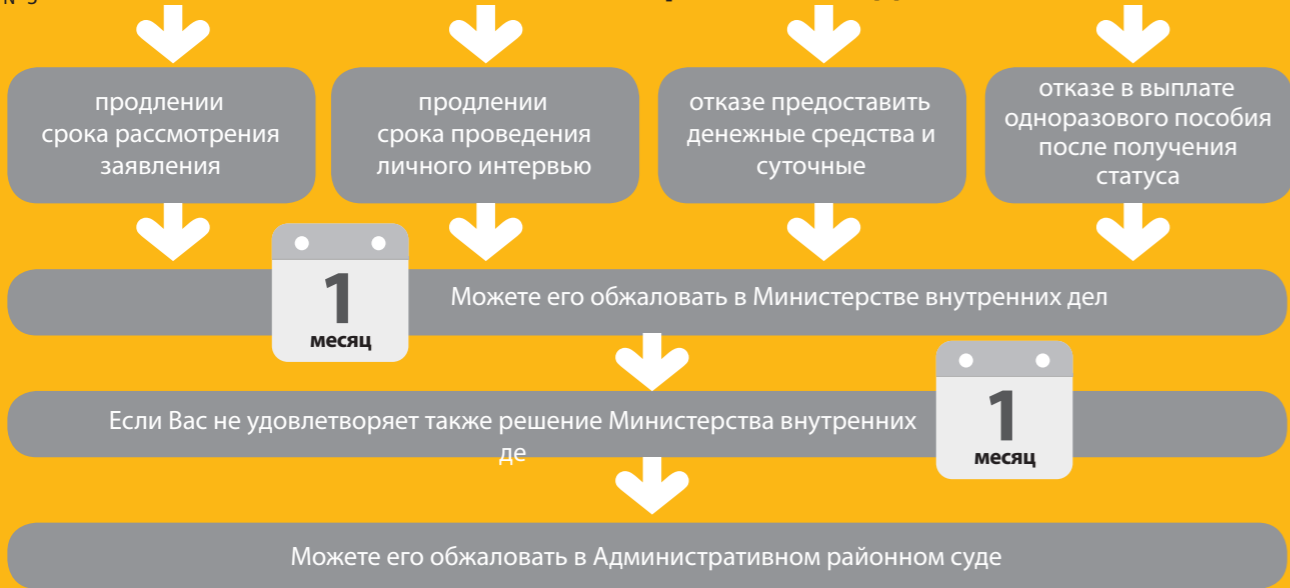 продлении
срока рассмотрения
заявления
продлении
срока проведения
личного интервью
отказе предоставить
денежные средства и
суточные
отказе в выплате
одноразового пособия
после получения
статуса
1
месяц
Можете его обжаловать в Министерстве внутренних дел
Если Вас не удовлетворяет также решение Министерства внутренних
де
1
месяц
Можете его обжаловать в Административном районном суде